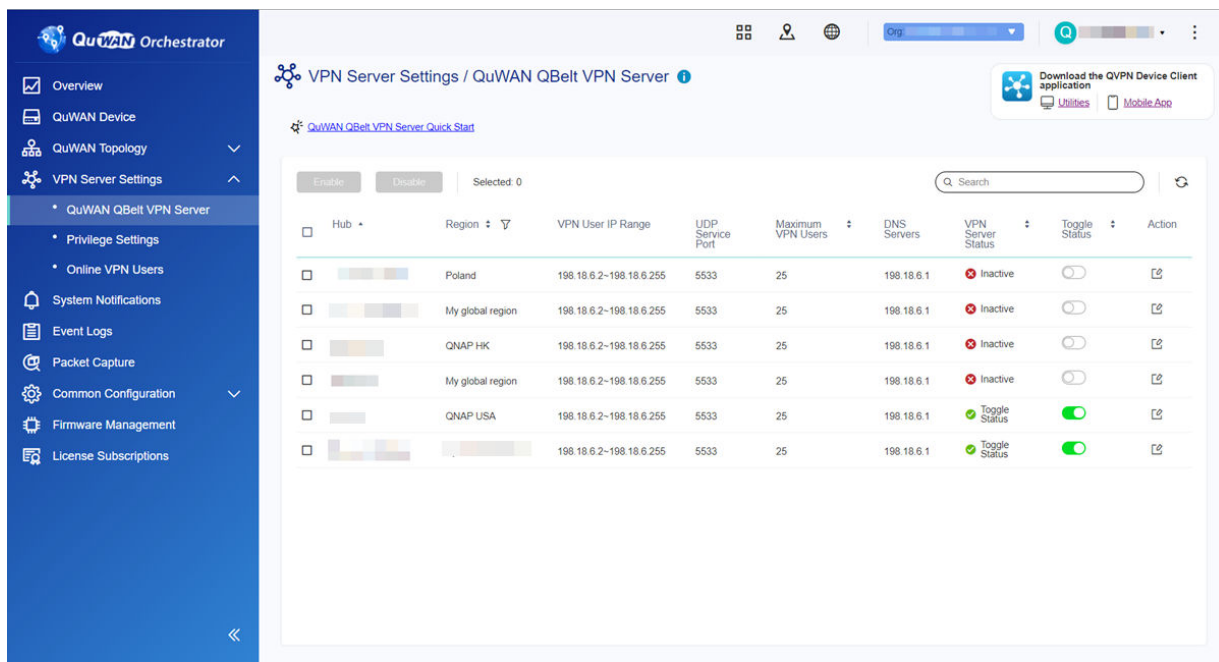 QuWAN Orchestrator
Org:
Q
Overview
QuWAN Device
QuWAN Topology
VPN Server Settings
QuWAN QBelt VPN Server
Privilege Settings
Online VPN Users
System Notifications
Event Logs
Packet Capture
Common Configuration
Firmware Management
License Subscriptions
VPN Server Settings / QuWAN QBelt VPN Server
Download the QVPN Device Client
application
Utilities Mobile App
QuWAN QBelt VPN Server Quick Start
Enable Disable Selected: 0 Search
Hub Region VPN User IP Range UDP Service Port Maximum VPN Users DNS Servers VPN Server Status Toggle Status Action
Poland 198.18.6.2~198.18.6.255 5533 25 198.18.6.1 Inactive
My global region 198.18.6.2~198.18.6.255 5533 25 198.18.6.1 Inactive
QNAP HK 198.18.6.2~198.18.6.255 5533 25 198.18.6.1 Inactive
My global region 198.18.6.2~198.18.6.255 5533 25 198.18.6.1 Inactive
QNAP USA 198.18.6.2~198.18.6.255 5533 25 198.18.6.1 Toggle Status
198.18.6.2~198.18.6.255 5533 25 198.18.6.1 Toggle Status